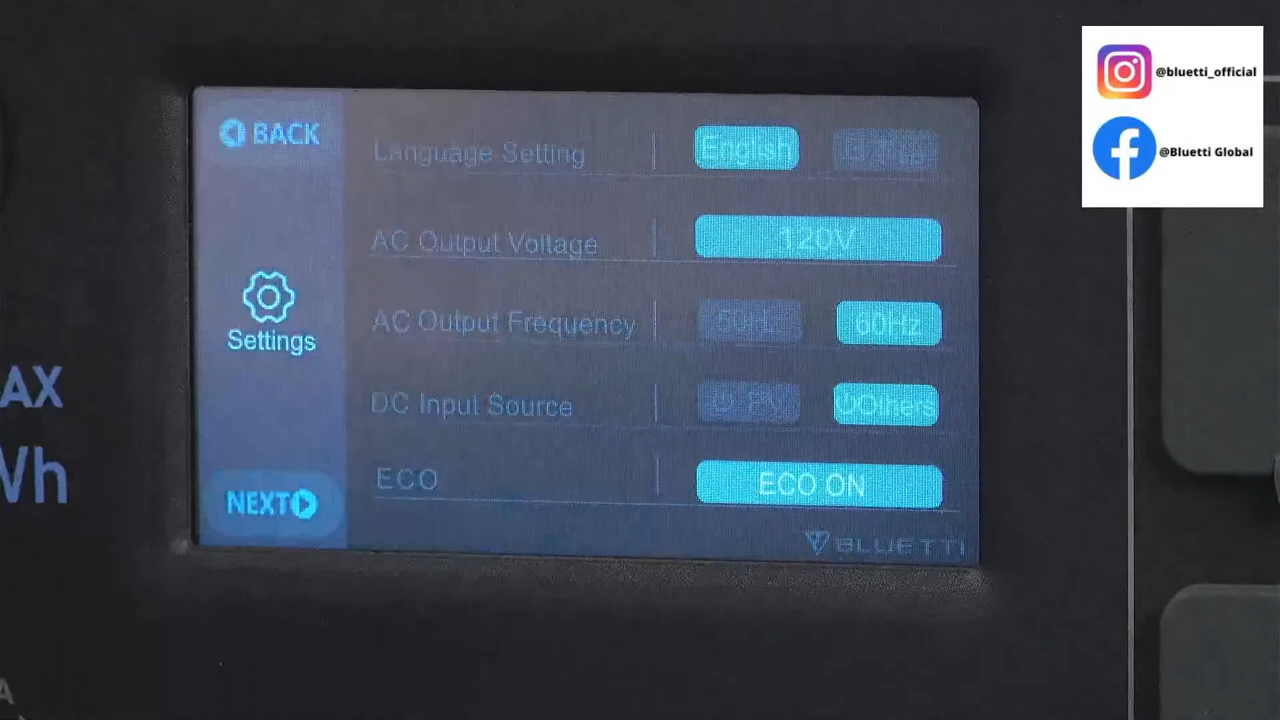 @bluetti_official
@Bluetti Global
BACK
Language Setting | English
AC Output Voltage | 120V
AC Output Frequency | 50Hz 60Hz
DC Input Source | PV Others
ECO | ECO ON
Settings
NEXT
BLUETTI
AX
Wh
A